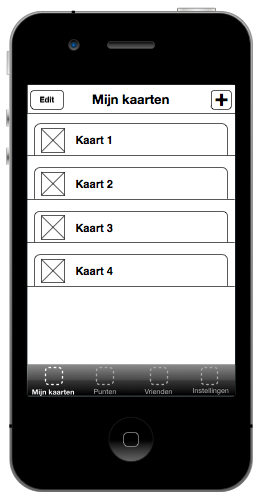 Edit Mijn kaarten +
Kaart 1
Kaart 2
Kaart 3
Kaart 4
Mijn kaarten Punten Vrienden Instellingen